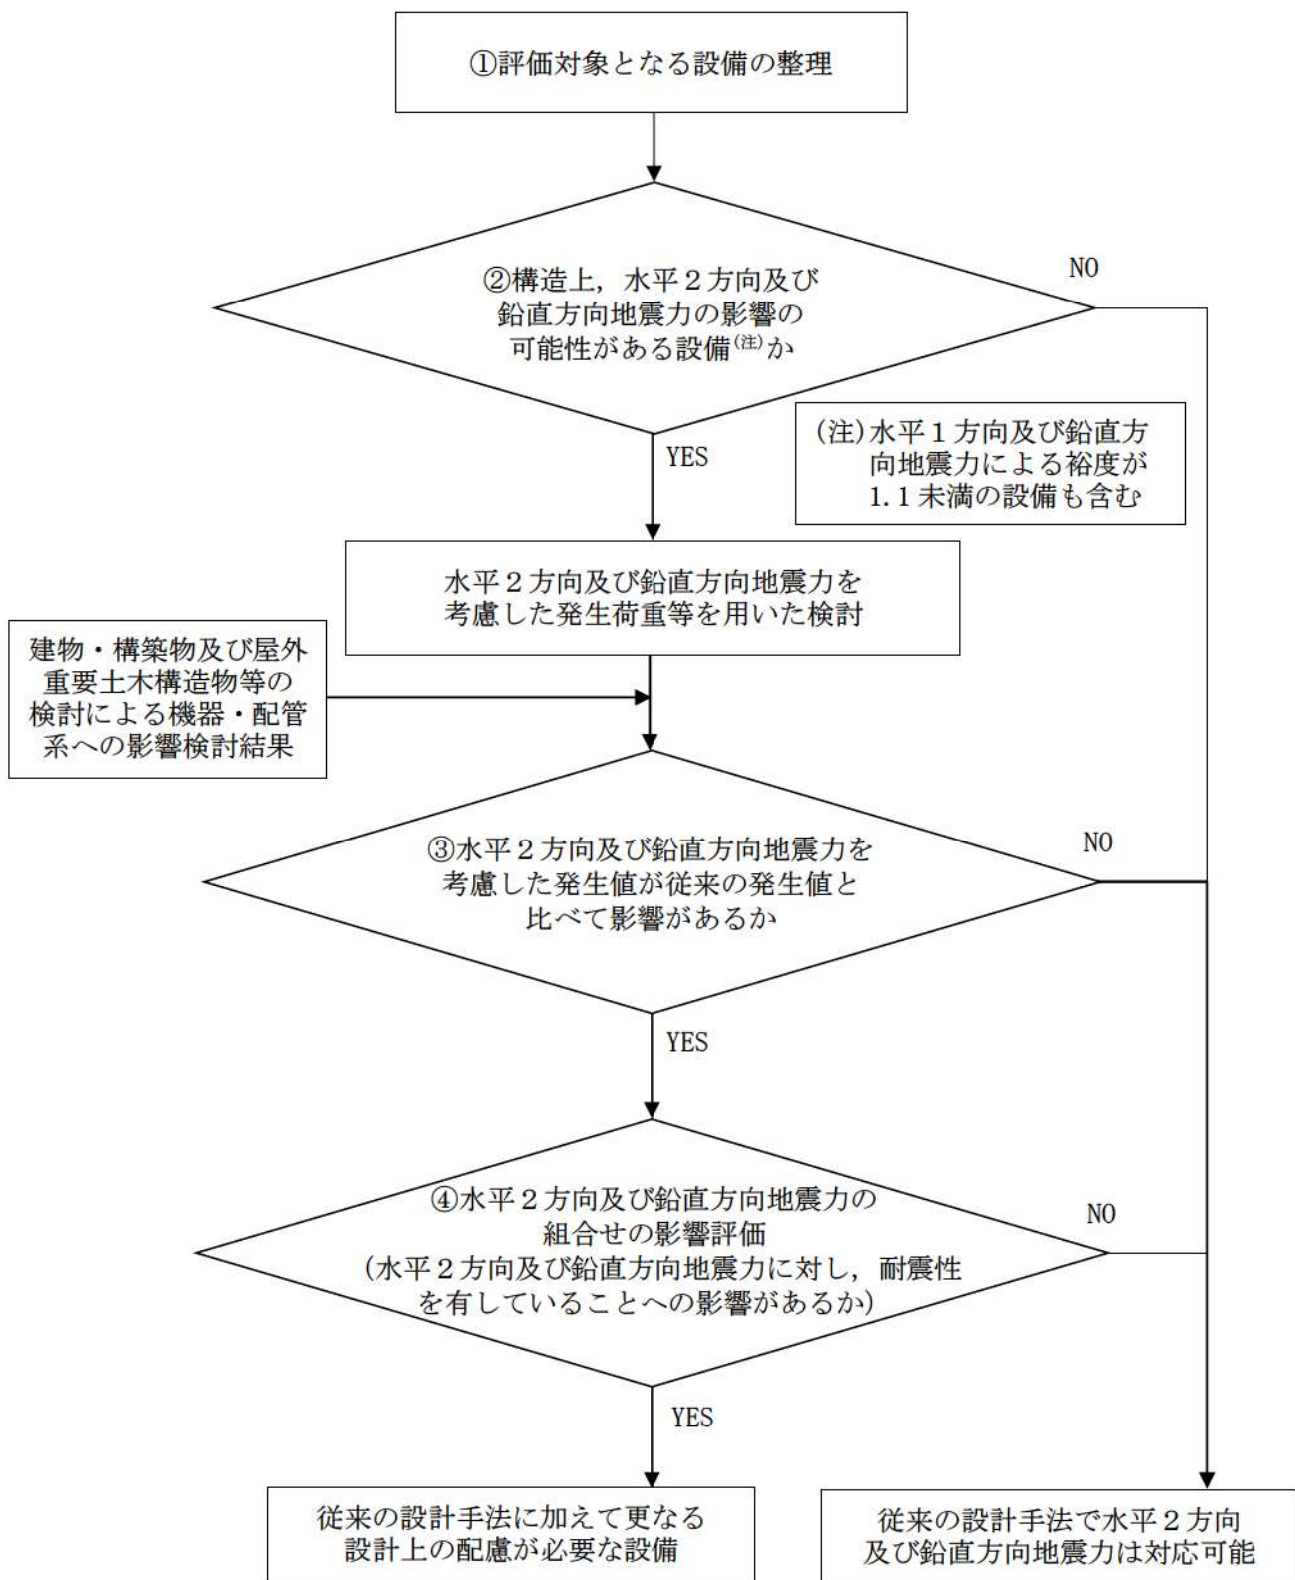 ①評価対象となる設備の整理
②構造上，水平２方向及び
鉛直方向地震力の影響の
可能性がある設備(注)か
NO
YES
(注)水平１方向及び鉛直方
向地震力による裕度が
1.1未満の設備も含む
水平２方向及び鉛直方向地震力を
考慮した発生荷重等を用いた検討
建物・構築物及び屋外
重要土木構造物等の
検討による機器・配管
系への影響検討結果
③水平２方向及び鉛直方向地震力を
考慮した発生値が従来の発生値と
比べて影響があるか
NO
YES
④水平２方向及び鉛直方向地震力の
組合せの影響評価
(水平２方向及び鉛直方向地震力に対し，耐震性
を有していることへの影響があるか)
NO
YES
従来の設計手法に加えて更なる
設計上の配慮が必要な設備
従来の設計手法で水平２方向
及び鉛直方向地震力は対応可能